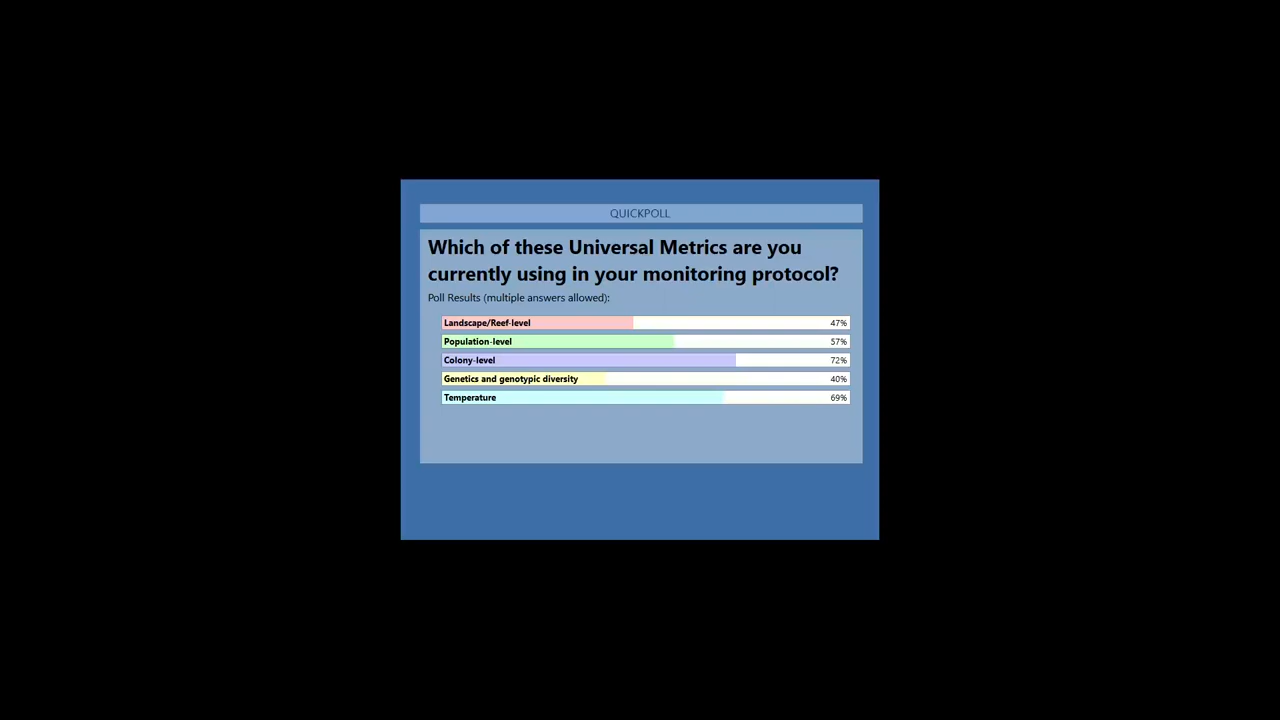 QUICKPOLL
Which of these Universal Metrics are you
currently using in your monitoring protocol?
Poll Results (multiple answers allowed):
Landscape/Reef-level 47%
Population-level 57%
Colony-level 72%
Genetics and genotypic diversity 40%
Temperature 69%